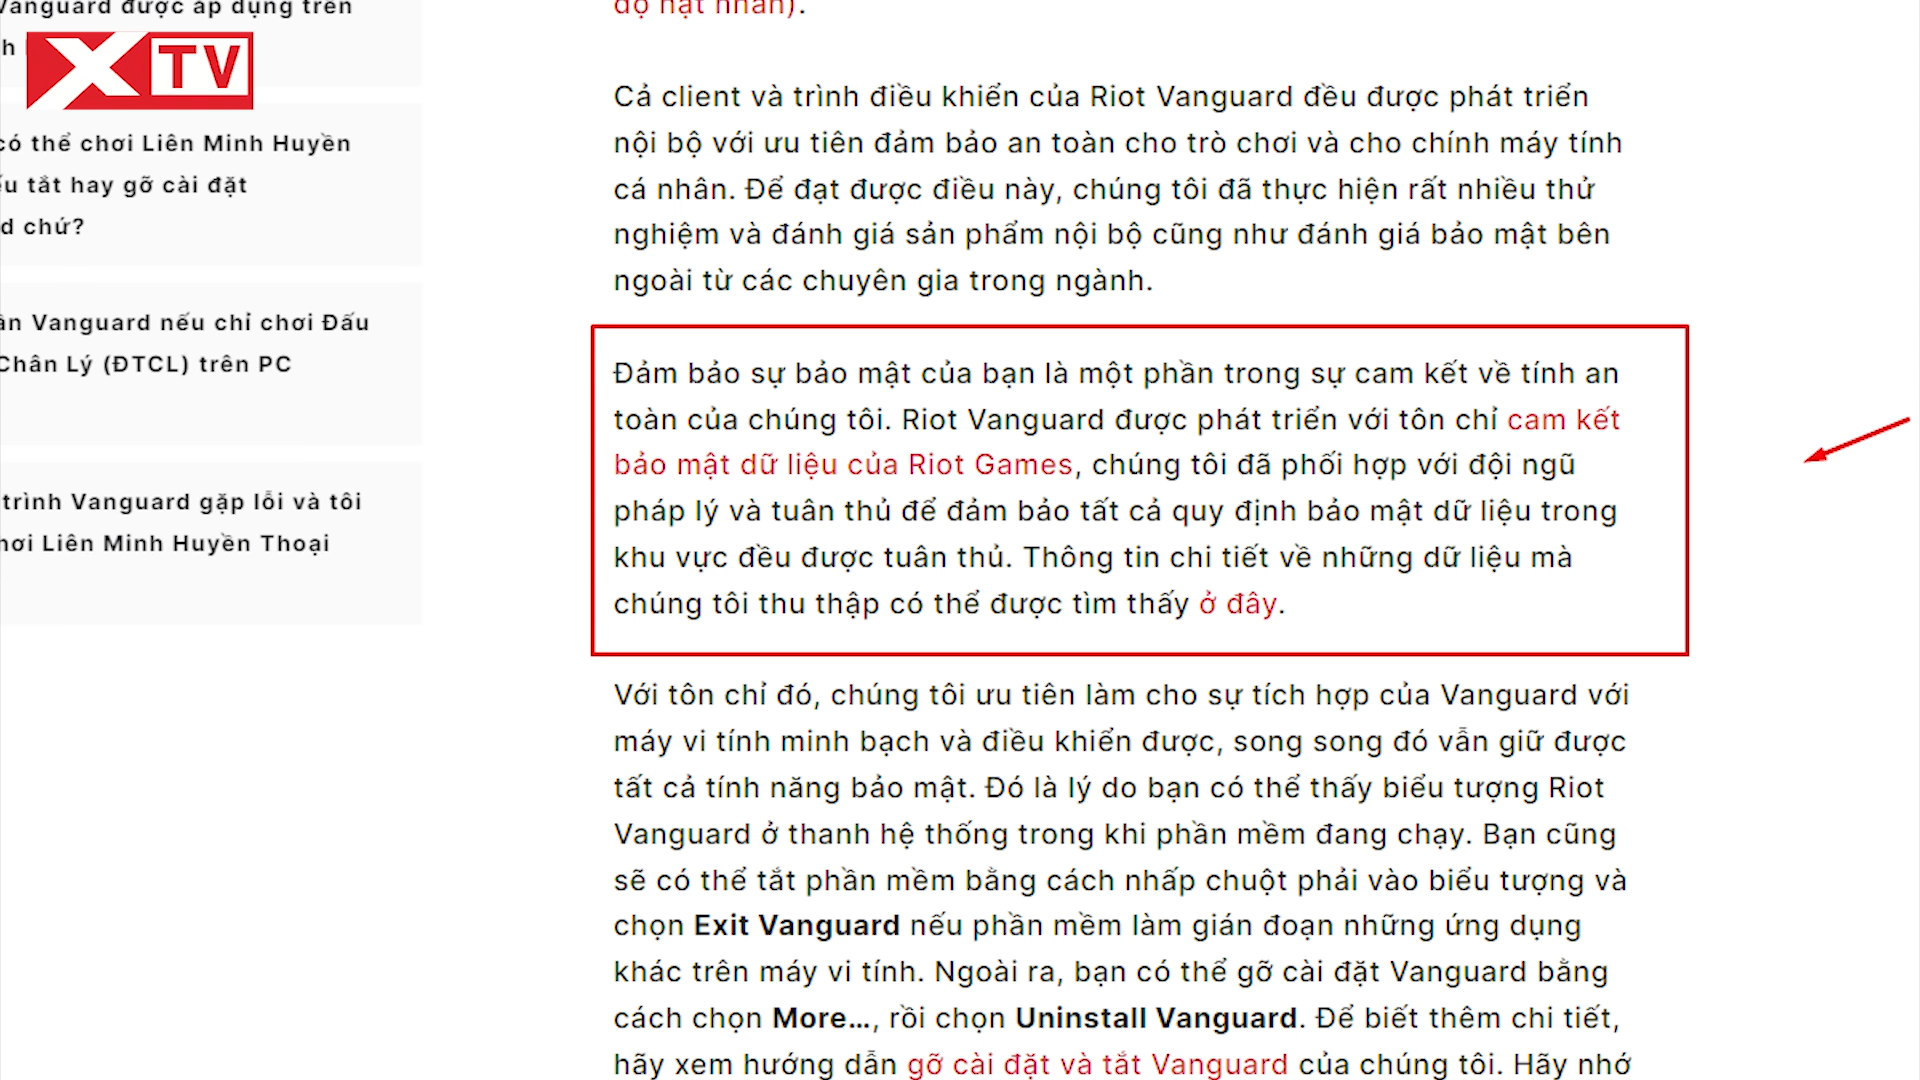 Vanguard được áp dụng trên
h
XTV
có thể chơi Liên Minh Huyền
ếu tắt hay gỡ cài đặt
d chứ?
ần Vanguard nếu chỉ chơi Đấu
Chân Lý (ĐTCL) trên PC
trình Vanguard gặp lỗi và tôi
hơi Liên Minh Huyền Thoại
độ hạt nhân).
Cả client và trình điều khiển của Riot Vanguard đều được phát triển
nội bộ với ưu tiên đảm bảo an toàn cho trò chơi và cho chính máy tính
cá nhân. Để đạt được điều này, chúng tôi đã thực hiện rất nhiều thử
nghiệm và đánh giá sản phẩm nội bộ cũng như đánh giá bảo mật bên
ngoài từ các chuyên gia trong ngành.
Đảm bảo sự bảo mật của bạn là một phần trong sự cam kết về tính an
toàn của chúng tôi. Riot Vanguard được phát triển với tôn chỉ cam kết
bảo mật dữ liệu của Riot Games, chúng tôi đã phối hợp với đội ngũ
pháp lý và tuân thủ để đảm bảo tất cả quy định bảo mật dữ liệu trong
khu vực đều được tuân thủ. Thông tin chi tiết về những dữ liệu mà
chúng tôi thu thập có thể được tìm thấy ở đây.
Với tôn chỉ đó, chúng tôi ưu tiên làm cho sự tích hợp của Vanguard với
máy vi tính minh bạch và điều khiển được, song song đó vẫn giữ được
tất cả tính năng bảo mật. Đó là lý do bạn có thể thấy biểu tượng Riot
Vanguard ở thanh hệ thống trong khi phần mềm đang chạy. Bạn cũng
sẽ có thể tắt phần mềm bằng cách nhấp chuột phải vào biểu tượng và
chọn Exit Vanguard nếu phần mềm làm gián đoạn những ứng dụng
khác trên máy vi tính. Ngoài ra, bạn có thể gỡ cài đặt Vanguard bằng
cách chọn More…, rồi chọn Uninstall Vanguard. Để biết thêm chi tiết,
hãy xem hướng dẫn gỡ cài đặt và tắt Vanguard của chúng tôi. Hãy nhớ